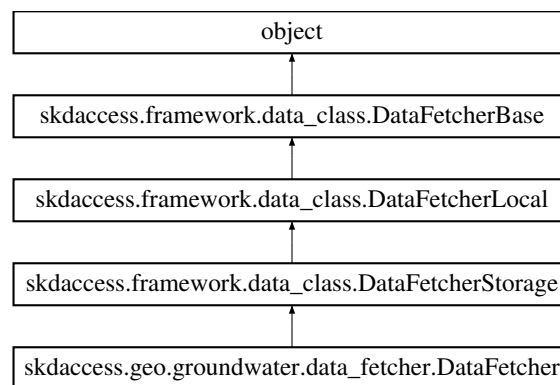 object
skdaccess.framework.data_class.DataFetcherBase
skdaccess.framework.data_class.DataFetcherLocal
skdaccess.framework.data_class.DataFetcherStorage
skdaccess.geo.groundwater.data_fetcher.DataFetcher